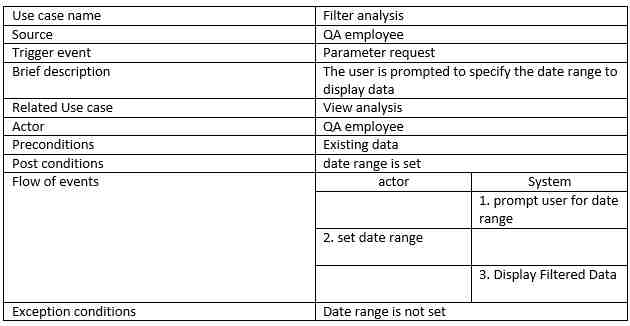 Use case name Filter analysis
Source QA employee
Trigger event Parameter request
Brief description The user is prompted to specify the date range to
display data
Related Use case View analysis
Actor QA employee
Preconditions Existing data
Post conditions date range is set
Flow of events actor System
1. prompt user for date
range
2. set date range
3. Display Filtered Data
Exception conditions Date range is not set